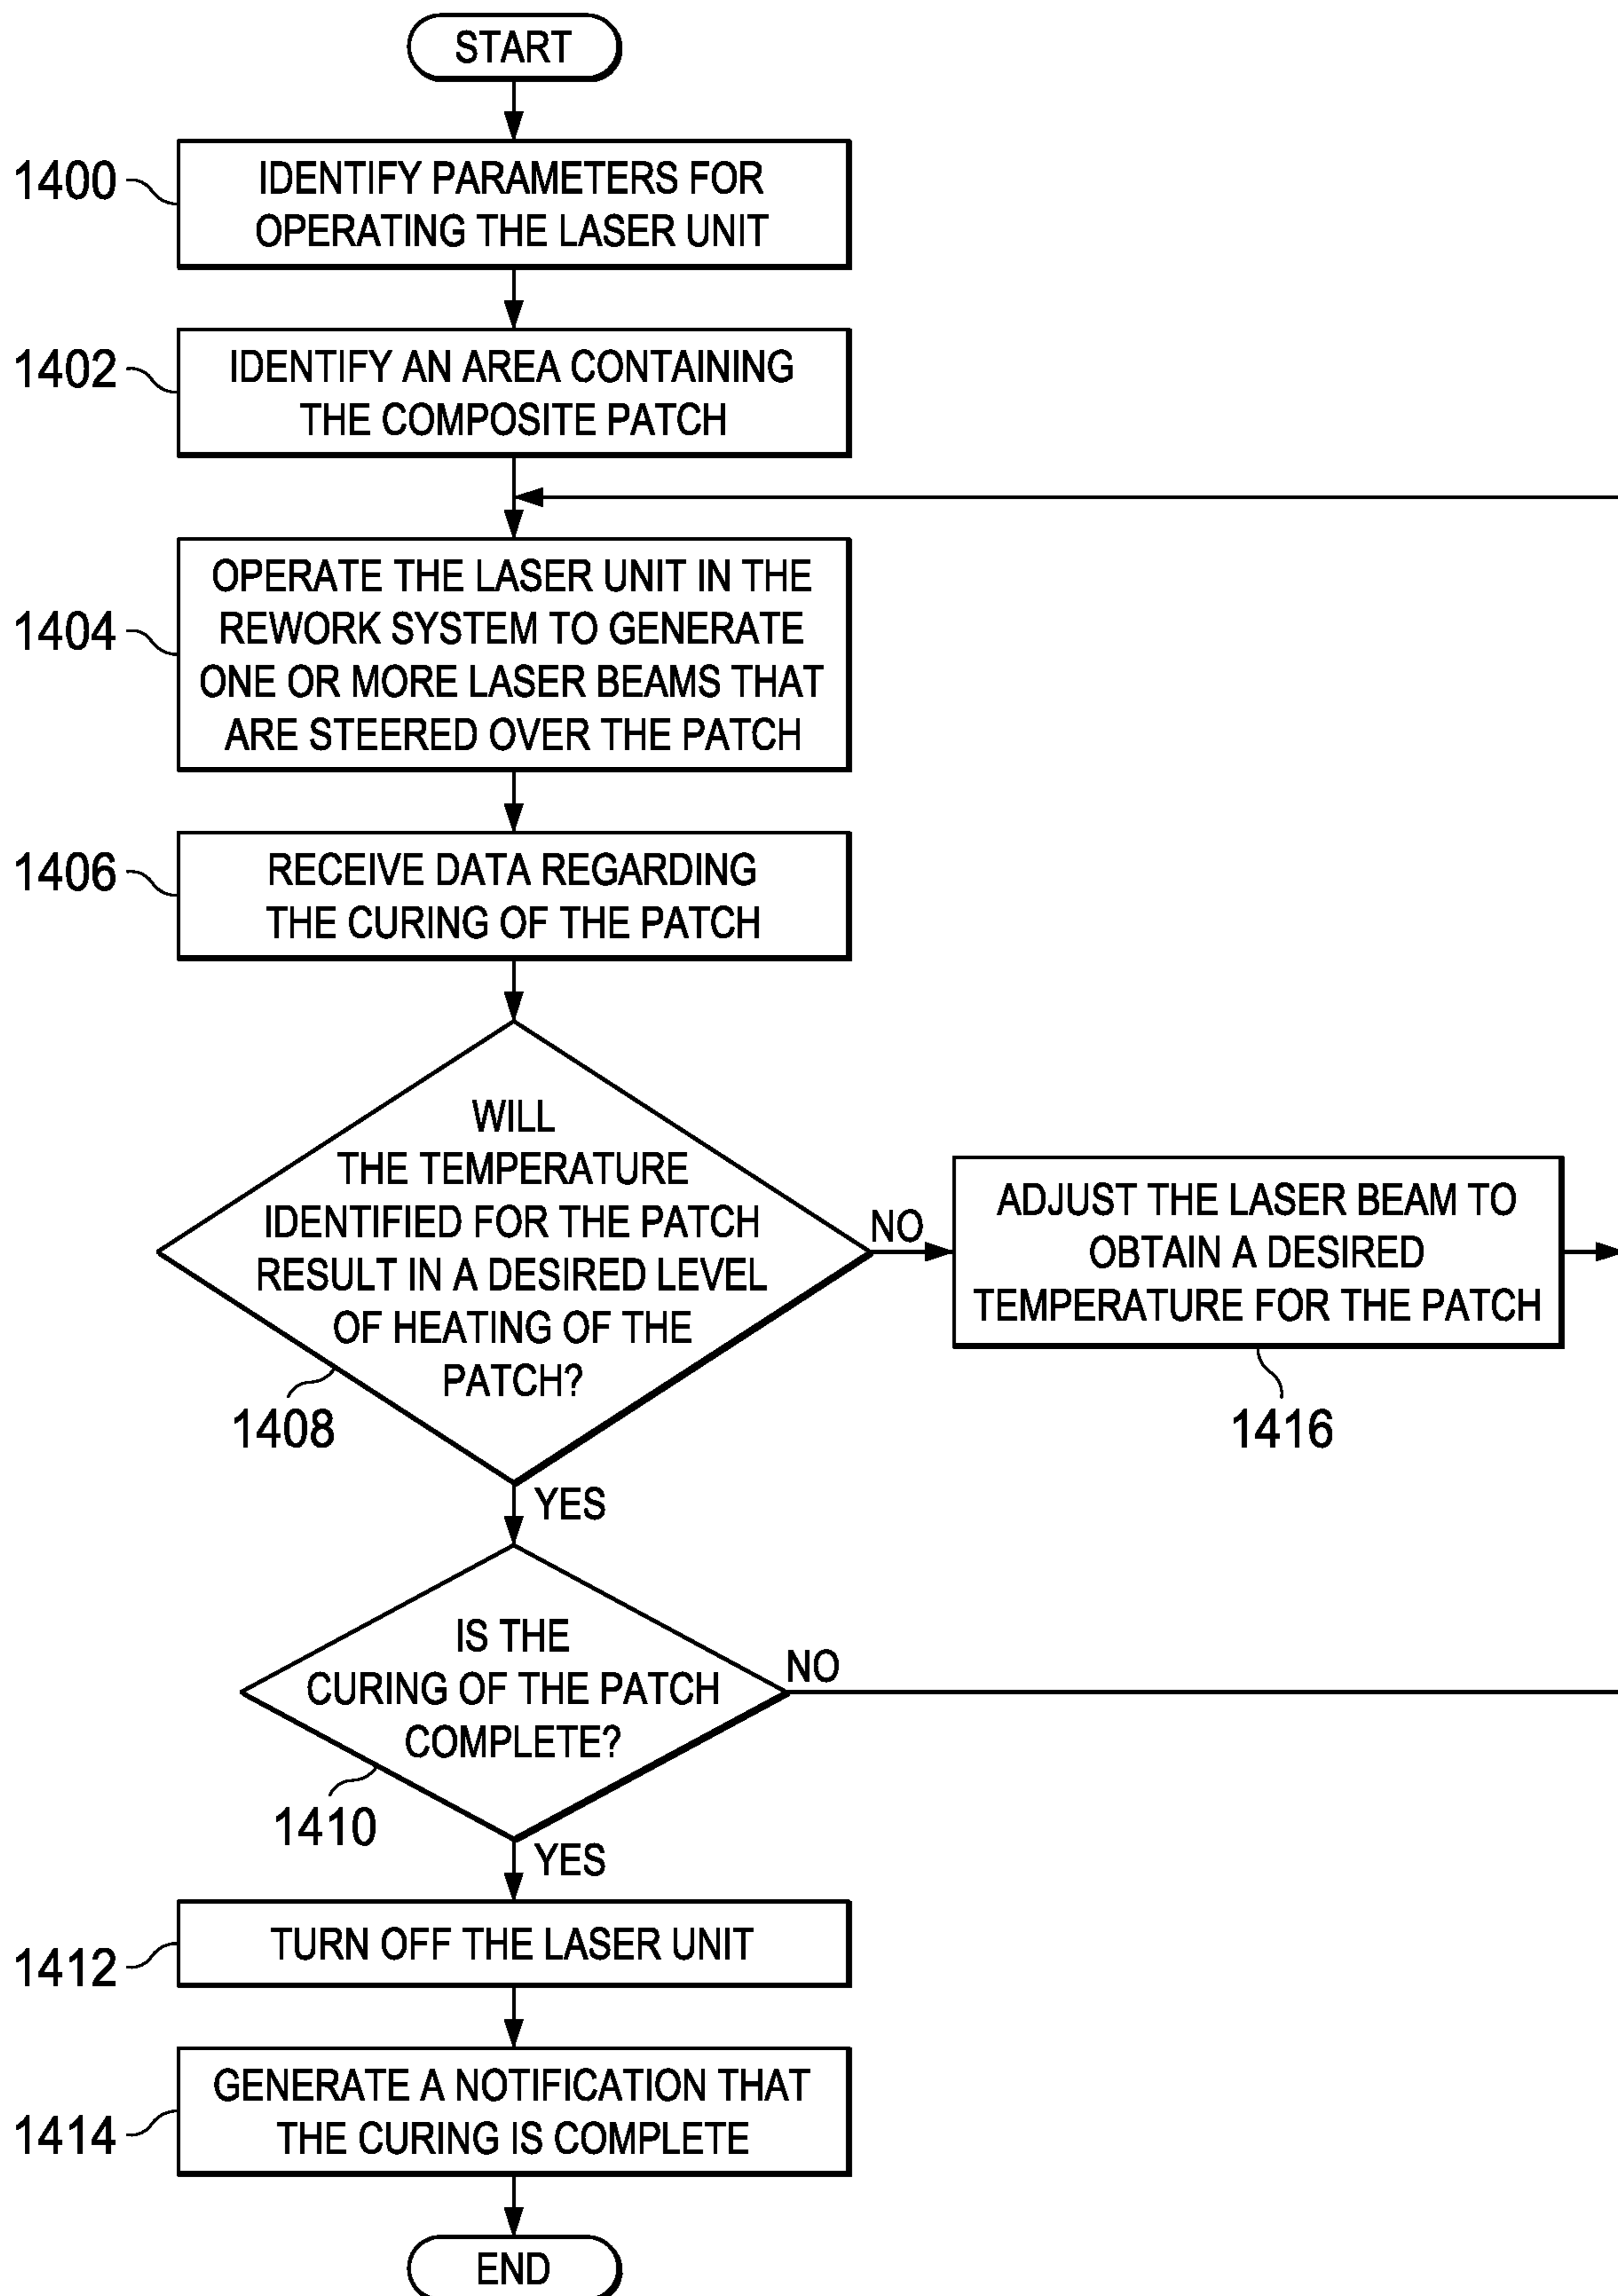 START
1400
IDENTIFY PARAMETERS FOR
OPERATING THE LASER UNIT
1402
IDENTIFY AN AREA CONTAINING
THE COMPOSITE PATCH
1404
OPERATE THE LASER UNIT IN THE
REWORK SYSTEM TO GENERATE
ONE OR MORE LASER BEAMS THAT
ARE STEERED OVER THE PATCH
1406
RECEIVE DATA REGARDING
THE CURING OF THE PATCH
WILL
THE TEMPERATURE
IDENTIFIED FOR THE PATCH
RESULT IN A DESIRED LEVEL
OF HEATING OF THE
PATCH?
1408
NO
ADJUST THE LASER BEAM TO
OBTAIN A DESIRED
TEMPERATURE FOR THE PATCH
1416
YES
IS THE
CURING OF THE PATCH
COMPLETE?
1410
NO
YES
1412
TURN OFF THE LASER UNIT
1414
GENERATE A NOTIFICATION THAT
THE CURING IS COMPLETE
END